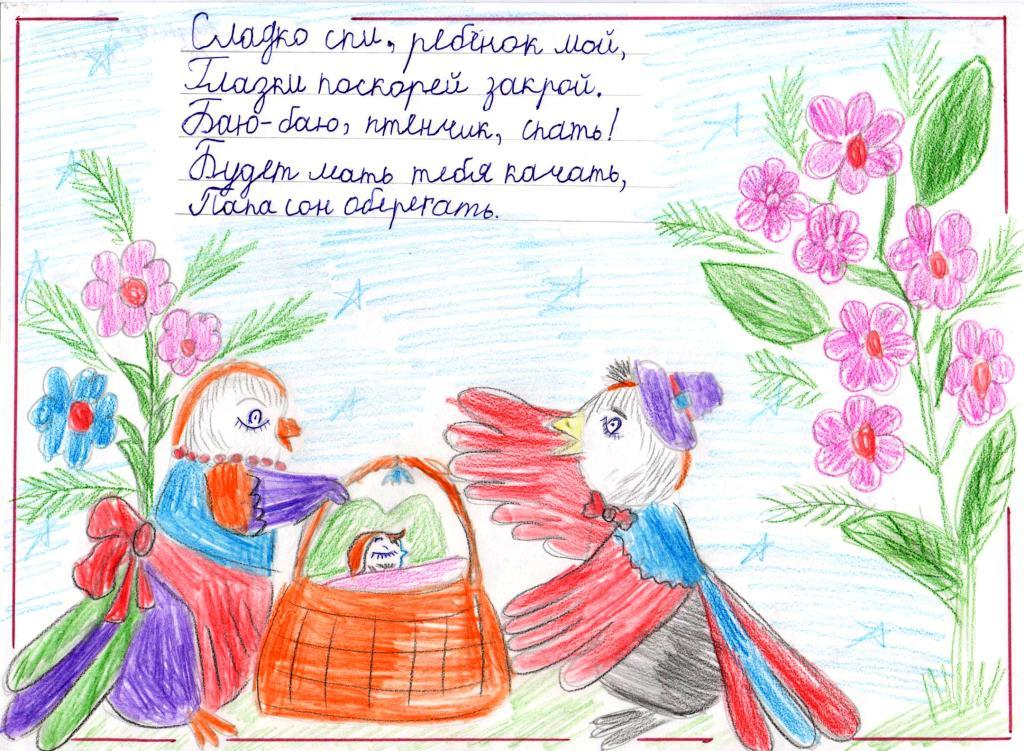 Сладко спи, ребёнок мой,
Глазки поскорей закрой.
Баю-баю, птенчик, спать!
Будет мать тебя качать,
Папа сон оберегать.